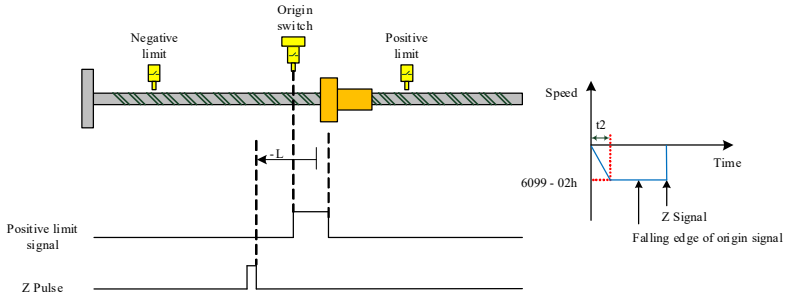 Origin
switch
Negative
limit
Positive
limit
Speed
t2
-L
Time
6099 - 02h
Z Signal
Positive limit
signal
Falling edge of origin signal
Z Pulse